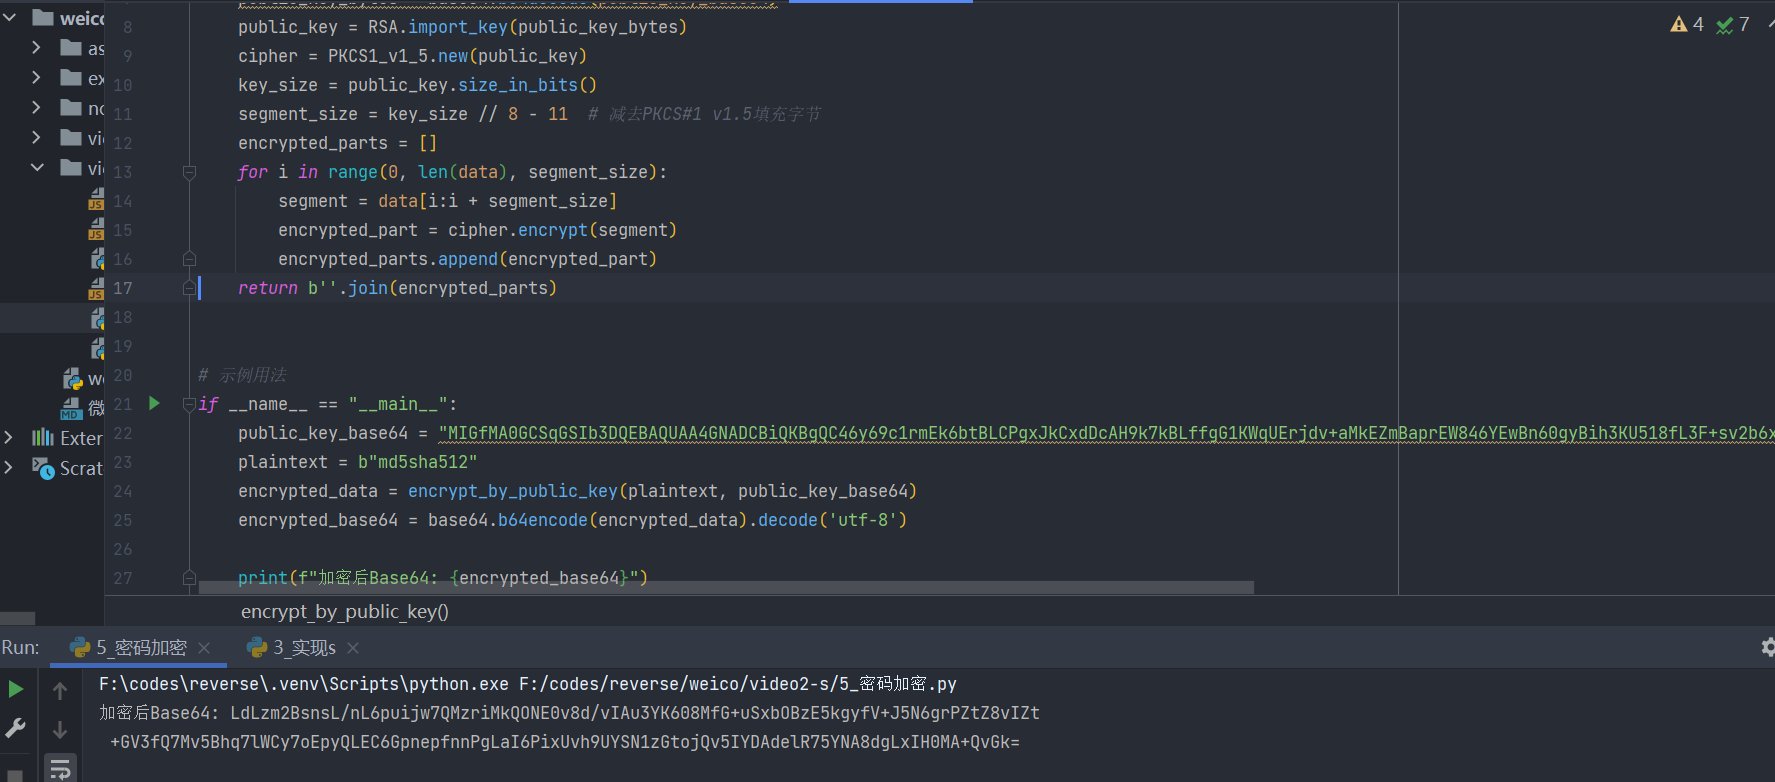 weico
as
ex
no
vi
vi
we
微
Exter
Scrat
4 7
8 public_key = RSA.import_key(public_key_bytes)
9 cipher = PKCS1_v1_5.new(public_key)
10 key_size = public_key.size_in_bits()
11 segment_size = key_size // 8 - 11  # 减去PKCS#1 v1.5填充字节
12 encrypted_parts = []
13 for i in range(0, len(data), segment_size):
14 segment = data[i:i + segment_size]
15 encrypted_part = cipher.encrypt(segment)
16 encrypted_parts.append(encrypted_part)
17 return b''.join(encrypted_parts)
18
19
20 # 示例用法
21 if __name__ == "__main__":
22 public_key_base64 = "MIGfMA0GCSqGSIb3DQEBAQUAA4GNADCBiQKBgQC46y69c1rmEk6btBLCPgxJkCxdDcAH9k7kBLffgG1KWqUErjdv+aMkEZmBaprEW846YEwBn60gyBih3KU518fL3F+sv2b6x
23 plaintext = b"md5sha512"
24 encrypted_data = encrypt_by_public_key(plaintext, public_key_base64)
25 encrypted_base64 = base64.b64encode(encrypted_data).decode('utf-8')
26
27 print(f"加密后Base64: {encrypted_base64}")
encrypt_by_public_key()
Run: 5_密码加密 3_实现s
F:\codes\reverse\.venv\Scripts\python.exe F:/codes/reverse/weico/video2-s/5_密码加密.py
加密后Base64: LdLzm2BsnsL/nL6puijw7QMzriMkQONE0v8d/vIAu3YK608MfG+uSxbOBzE5kgyfV+J5N6grPZtZ8vIZt
+GV3fQ7Mv5Bhq7lWCy7oEpyQLEC6GpnepfnnPgLaI6PixUvh9UYSN1zGtojQv5IYDAdelR75YNA8dgLxIH0MA+QvGk=